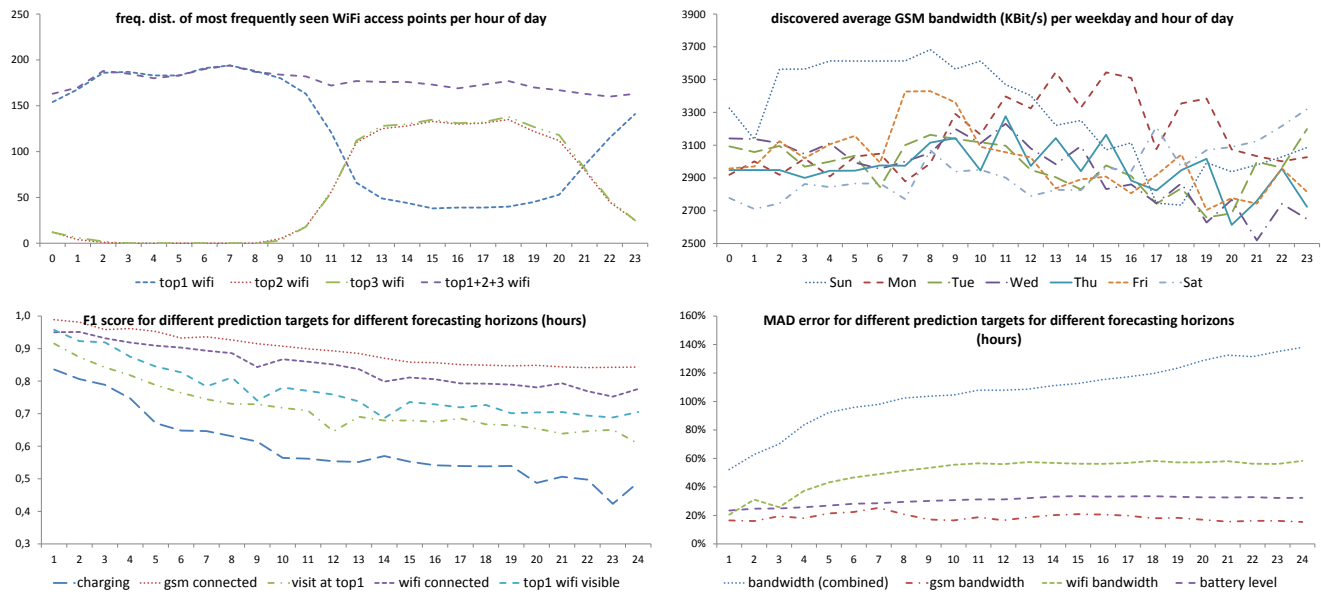 freq. dist. of most frequently seen WiFi access points per hour of day
250
200
150
100
50
0
0 1 2 3 4 5 6 7 8 9 10 11 12 13 14 15 16 17 18 19 20 21 22 23
top1 wifi top2 wifi top3 wifi top1+2+3 wifi
discovered average GSM bandwidth (KBit/s) per weekday and hour of day
3900
3700
3500
3300
3100
2900
2700
2500
0 1 2 3 4 5 6 7 8 9 10 11 12 13 14 15 16 17 18 19 20 21 22 23
Sun Mon Tue Wed Thu Fri Sat
F1 score for different prediction targets for different forecasting horizons (hours)
1,0
0,9
0,8
0,7
0,6
0,5
0,4
0,3
1 2 3 4 5 6 7 8 9 10 11 12 13 14 15 16 17 18 19 20 21 22 23 24
charging gsm connected visit at top1 wifi connected top1 wifi visible
MAD error for different prediction targets for different forecasting horizons
(hours)
160%
140%
120%
100%
80%
60%
40%
20%
0%
1 2 3 4 5 6 7 8 9 10 11 12 13 14 15 16 17 18 19 20 21 22 23 24
bandwidth (combined) gsm bandwidth wifi bandwidth battery level